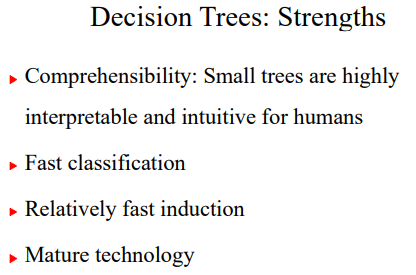 Decision Trees: Strengths
Comprehensibility: Small trees are highly
interpretable and intuitive for humans
Fast classification
Relatively fast induction
Mature technology